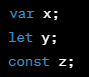 var x;
let y;
const z;